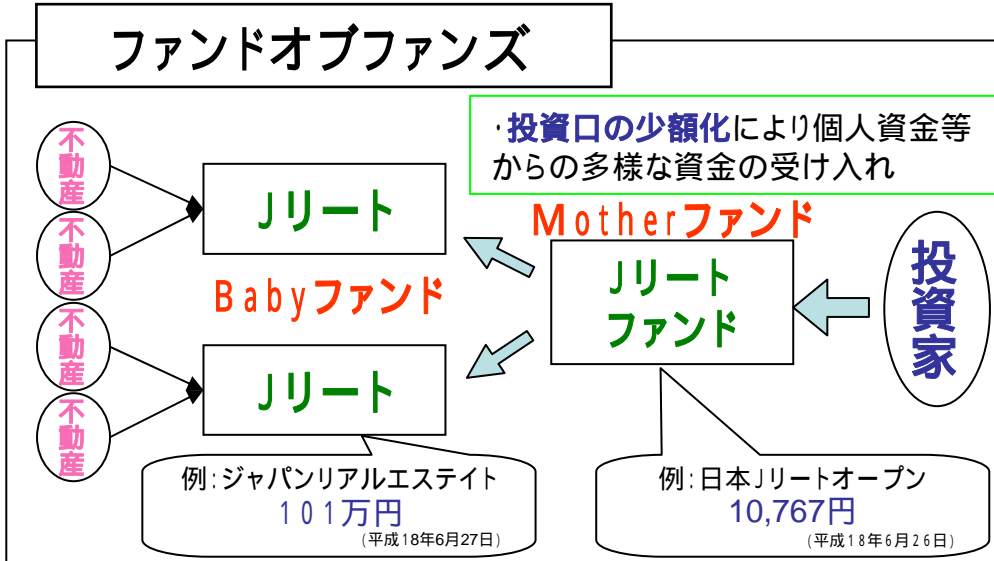 ファンドオブファンズ
・投資口の少額化により個人資金等
からの多様な資金の受け入れ
不動産
不動産
不動産
不動産
Jリート
Jリート
Babyファンド
Motherファンド
Jリート
ファンド
投資家
例:ジャパンリアルエステイト
101万円
(平成18年6月27日)
例:日本Jリートオープン
10,767円
(平成18年6月26日)